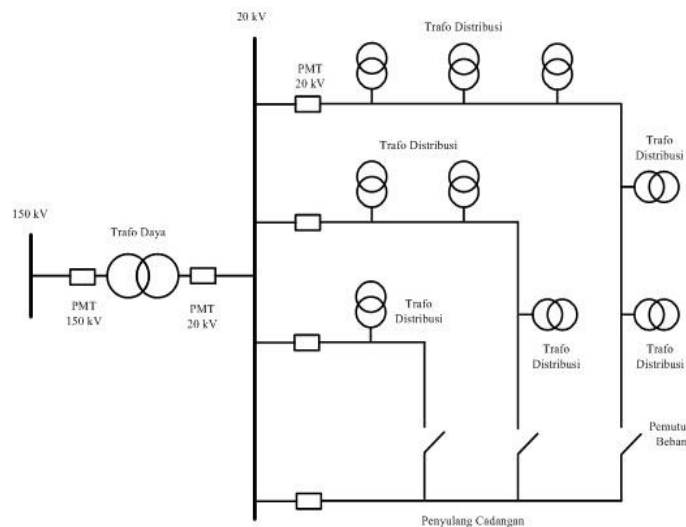 20 kV
Trafo Distribusi
PMT
20 kV
Trafo
Distribusi
Trafo Distribusi
150 kV
Trafo Daya
PMT
150 kV
PMT
20 kV
Trafo
Distribusi
Trafo
Distribusi
Trafo
Distribusi
Pemutu
Beban
Penyulang Cadangan